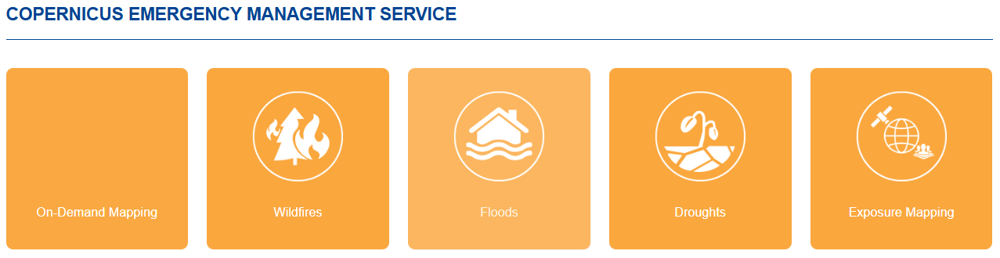 COPERNICUS EMERGENCY MANAGEMENT SERVICE
On-Demand Mapping
Wildfires
Floods
Droughts
Exposure Mapping